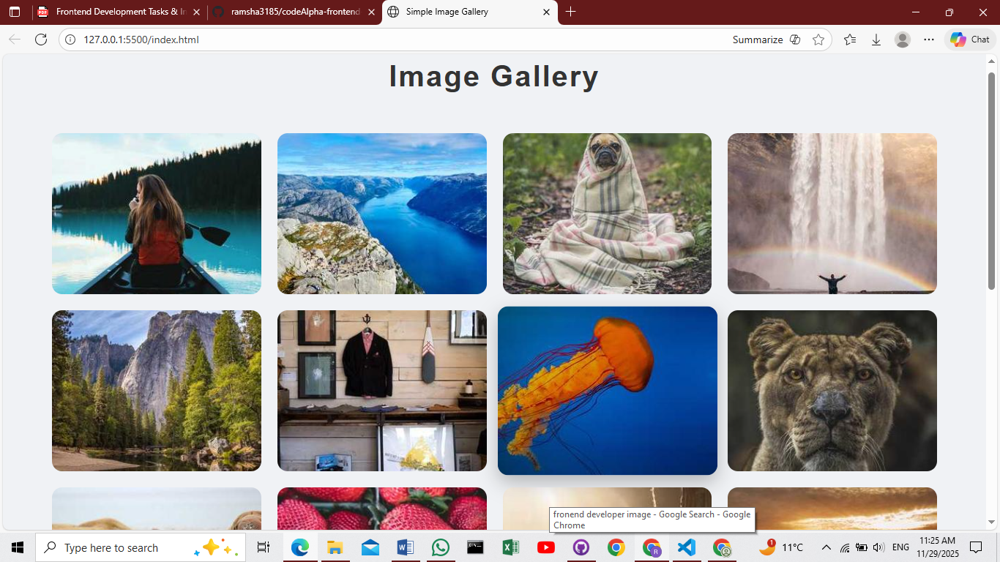 Frontend Development Tasks & In
ramsha3185/codeAlpha-frontend
Simple Image Gallery
127.0.0.1:5500/index.html
Summarize
Chat
Image Gallery
fronend developer image - Google Search - Google
Chrome
Type here to search
1
11°C
ENG
11:25 AM
11/29/2025